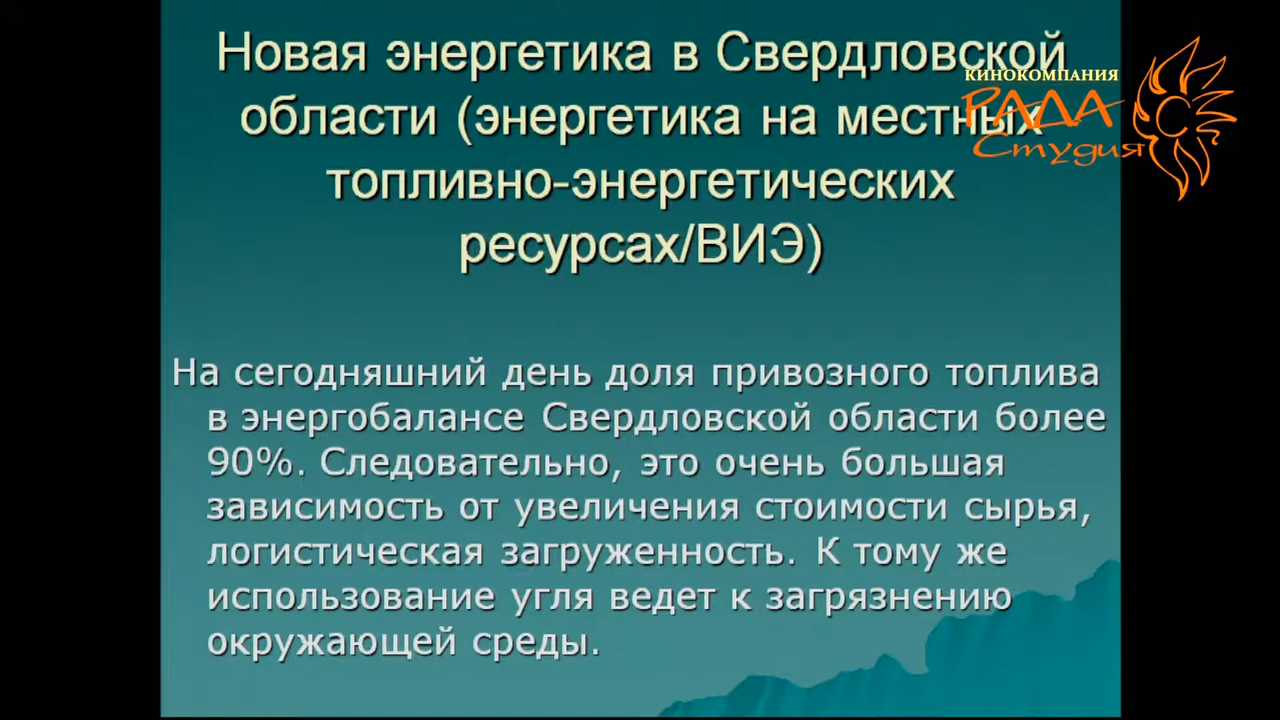 Новая энергетика в Свердловской
области (энергетика на местных
топливно-энергетических
ресурсах/ВИЭ)
КИНОКОМПАНИЯ
РАДА
Студия
На сегодняшний день доля привозного топлива
в энергобалансе Свердловской области более
90%. Следовательно, это очень большая
зависимость от увеличения стоимости сырья,
логистическая загруженность. К тому же
использование угля ведет к загрязнению
окружающей среды.